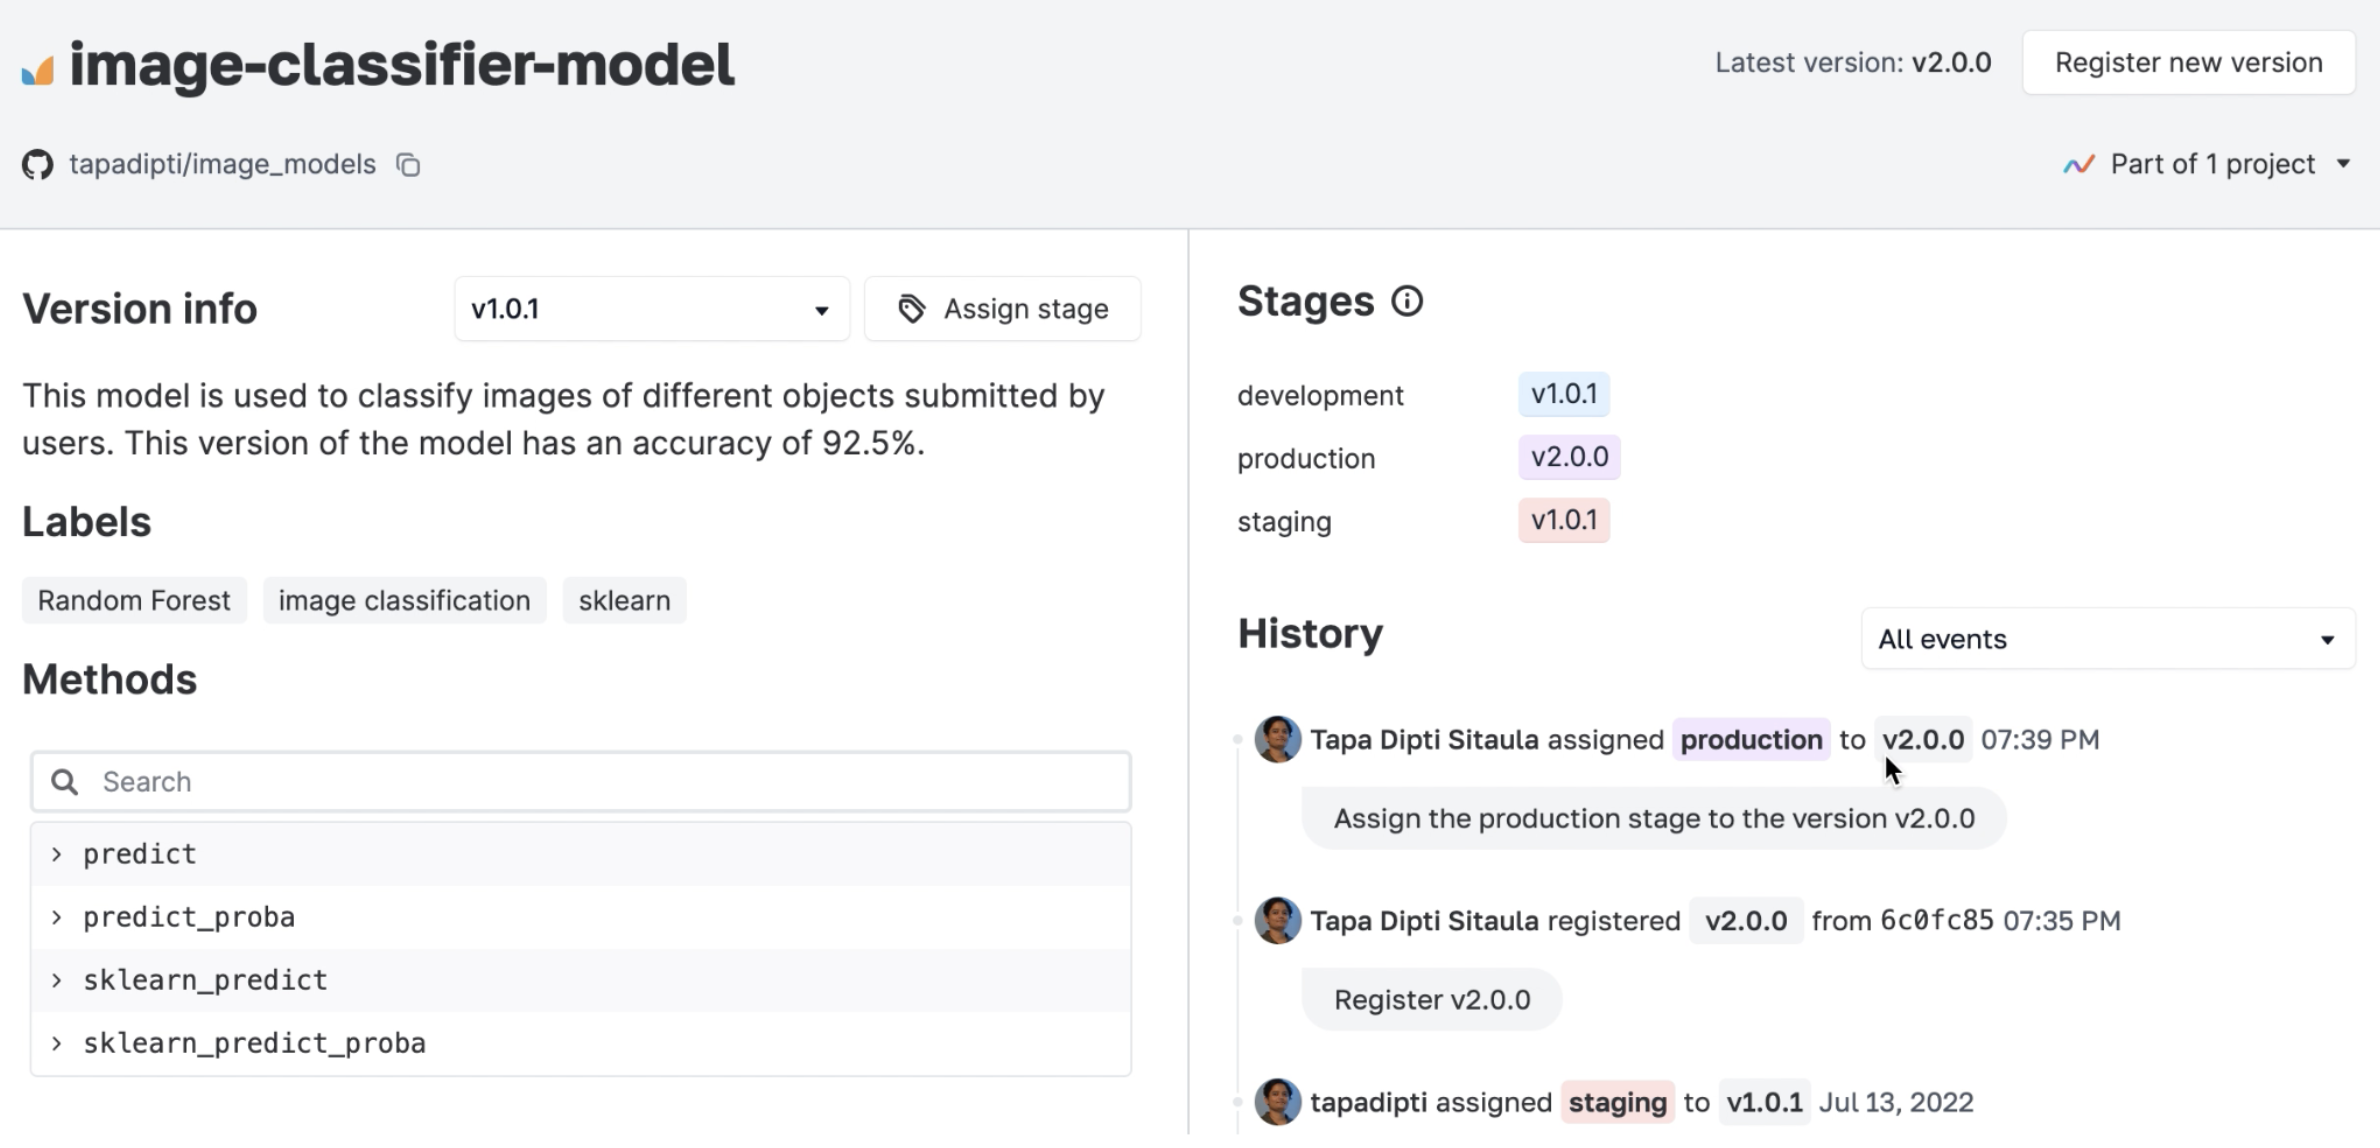 image-classifier-model
Latest version: v2.0.0
Register new version
tapadipti/image_models
Part of 1 project
Version info
v1.0.1
Assign stage
This model is used to classify images of different objects submitted by
users. This version of the model has an accuracy of 92.5%.
Labels
Random Forest
image classification
sklearn
Methods
Search
predict
predict_proba
sklearn_predict
sklearn_predict_proba
Stages
development v1.0.1
production v2.0.0
staging v1.0.1
History
All events
Tapa Dipti Sitaula assigned production to v2.0.0 07:39 PM
Assign the production stage to the version v2.0.0
Tapa Dipti Sitaula registered v2.0.0 from 6c0fc85 07:35 PM
Register v2.0.0
tapadipti assigned staging to v1.0.1 Jul 13, 2022